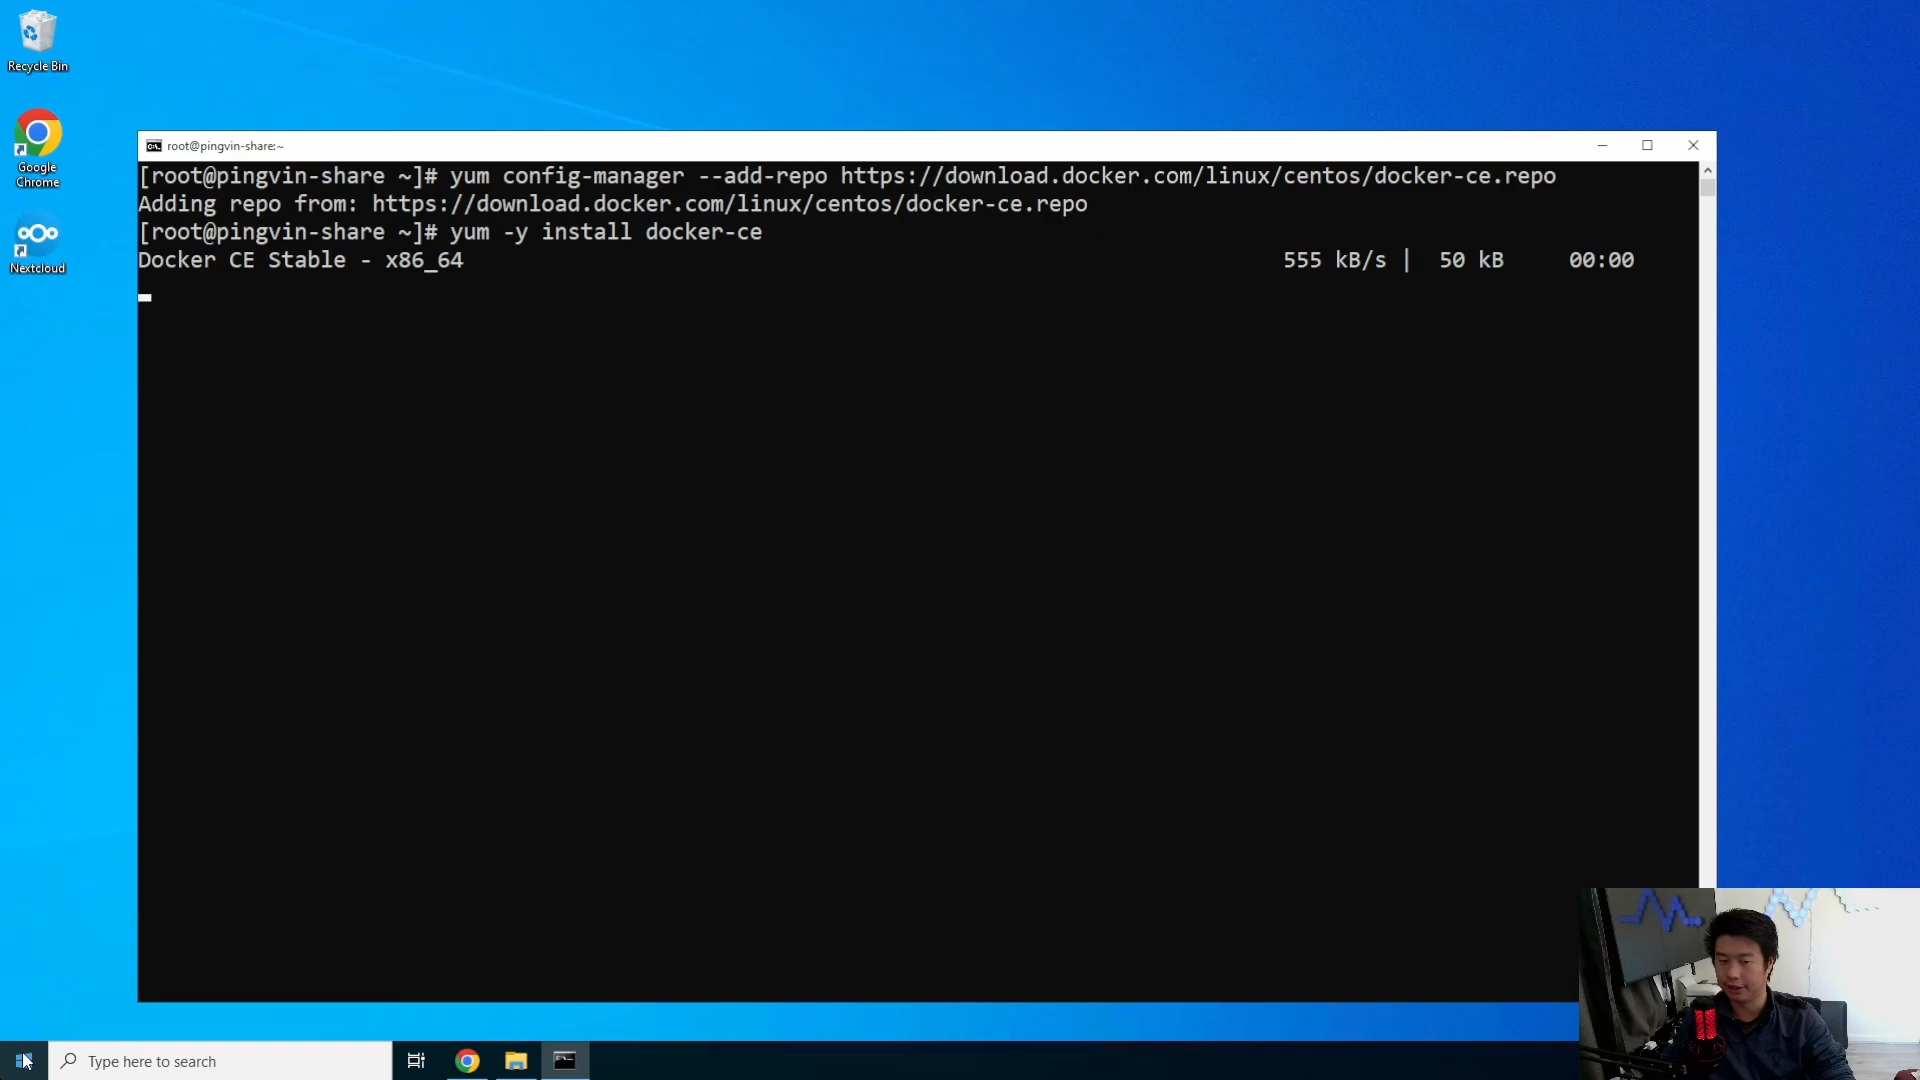 Recycle Bin
Google
Chrome
Nextcloud
root@pingvin-share:~
[root@pingvin-share ~]# yum config-manager --add-repo https://download.docker.com/linux/centos/docker-ce.repo
Adding repo from: https://download.docker.com/linux/centos/docker-ce.repo
[root@pingvin-share ~]# yum -y install docker-ce
Docker CE Stable - x86_64 555 kB/s | 50 kB 00:00
Type here to search